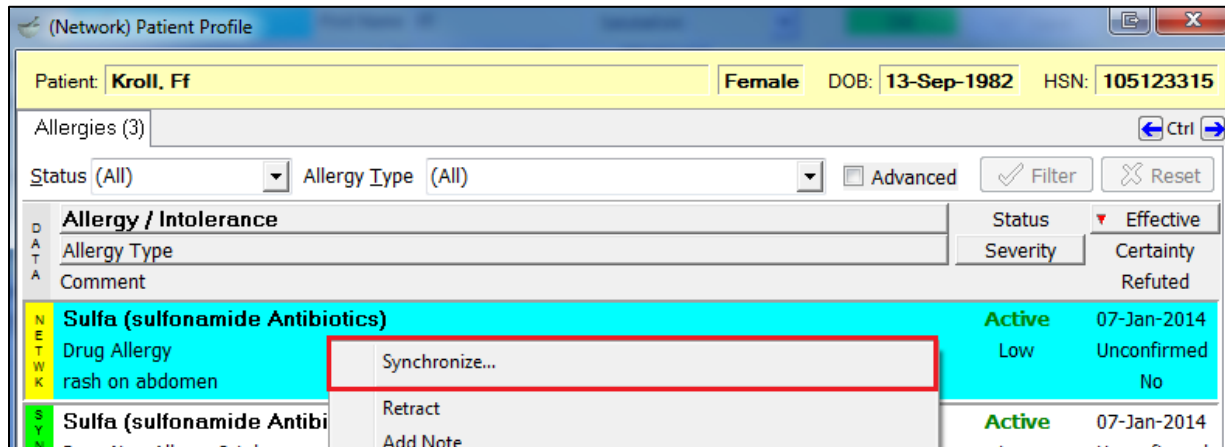 (Network) Patient Profile
Patient: Kroll, Ff Female DOB: 13-Sep-1982 HSN: 105123315
Allergies (3) Ctrl
Status (All) Allergy Type (All) Advanced Filter Reset
DATA
Allergy / Intolerance Status Effective
Allergy Type Severity Certainty
Comment Refuted
NETWK
Sulfa (sulfonamide Antibiotics) Active 07-Jan-2014
Drug Allergy Low Unconfirmed
rash on abdomen No
Synchronize...
Retract
Add Note
Sulfa (sulfonamide Antibi Active 07-Jan-2014